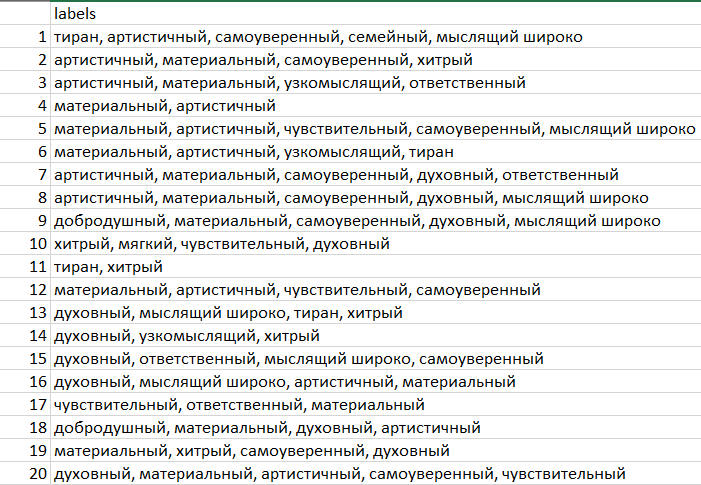 labels
1 тиран, артистичный, самоуверенный, семейный, мыслящий широко
2 артистичный, материальный, самоуверенный, хитрый
3 артистичный, материальный, узкомыслящий, ответственный
4 материальный, артистичный
5 материальный, артистичный, чувствительный, самоуверенный, мыслящий широко
6 материальный, артистичный, узкомыслящий, тиран
7 артистичный, материальный, самоуверенный, духовный, ответственный
8 артистичный, материальный, самоуверенный, духовный, мыслящий широко
9 добродушный, материальный, самоуверенный, духовный, мыслящий широко
10 хитрый, мягкий, чувствительный, духовный
11 тиран, хитрый
12 материальный, артистичный, чувствительный, самоуверенный
13 духовный, мыслящий широко, тиран, хитрый
14 духовный, узкомыслящий, хитрый
15 духовный, ответственный, мыслящий широко, самоуверенный
16 духовный, мыслящий широко, артистичный, материальный
17 чувствительный, ответственный, материальный
18 добродушный, материальный, духовный, артистичный
19 материальный, хитрый, самоуверенный, духовный
20 духовный, материальный, артистичный, самоуверенный, чувствительный